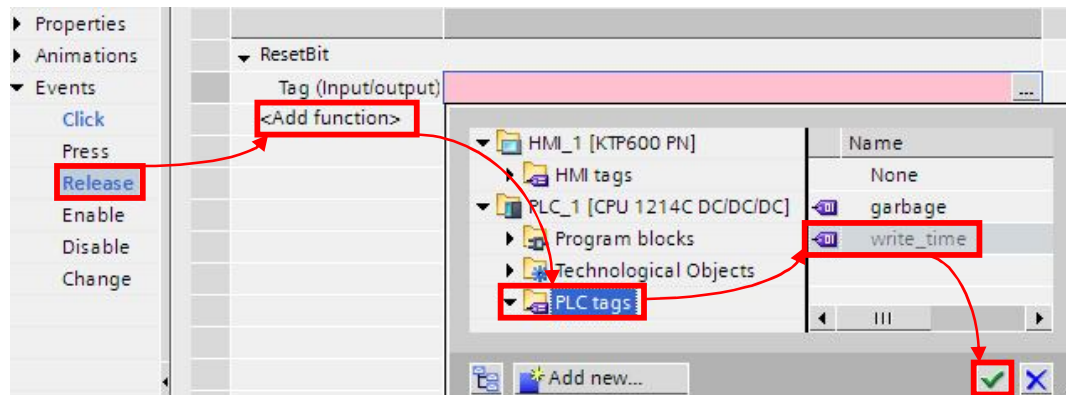 Properties
Animations
Events
Click
Press
Release
Enable
Disable
Change
ResetBit
Tag (Input/output)
...
<Add function>
HMI_1 [KTP600 PN]
HMI tags
PLC_1 [CPU 1214C DC/DC/DC]
Program blocks
Technological Objects
PLC tags
Name
None
garbage
write_time
Add new...